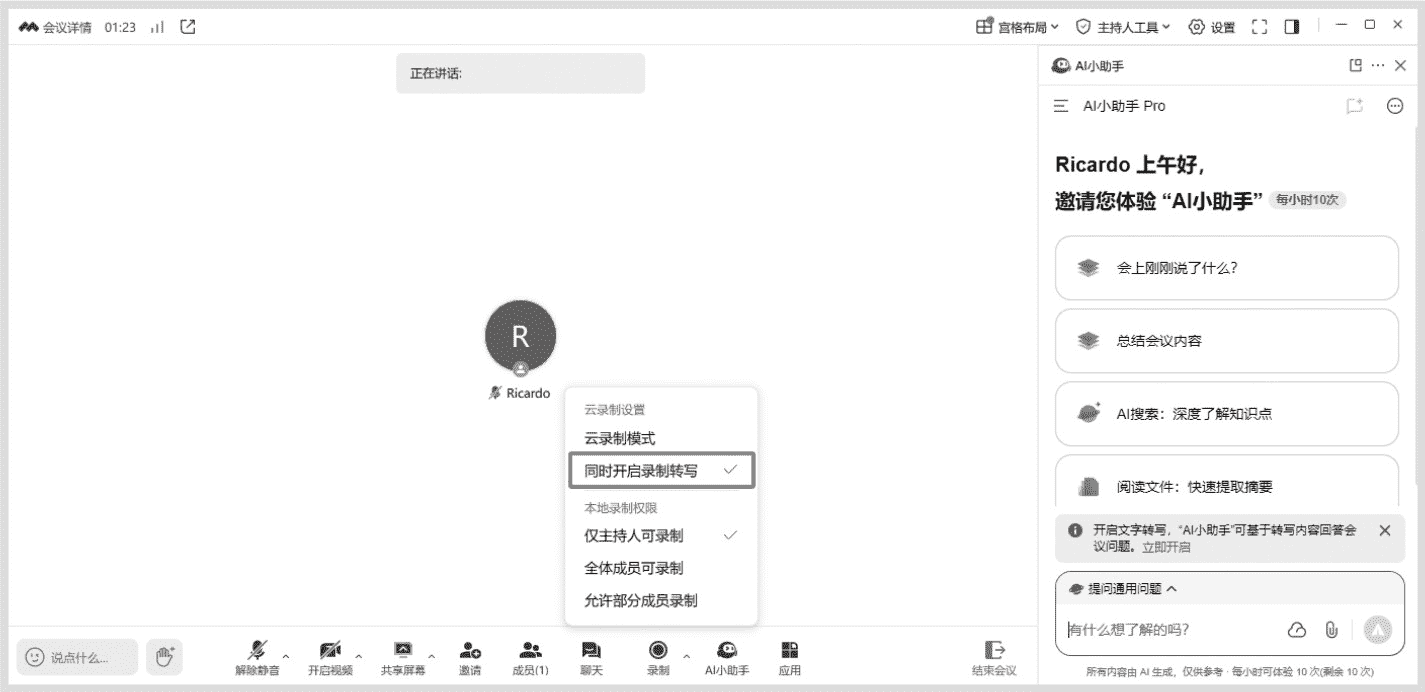 会议详情 01:23
宫格布局 主持人工具 设置
正在讲话:
R
Ricardo
云录制设置
云录制模式
同时开启录制转写
本地录制权限
仅主持人可录制
全体成员可录制
允许部分成员录制
说点什么...
解除静音 开启视频 共享屏幕 邀请 成员(1) 聊天 录制 AI小助手 应用 结束会议
AI小助手
AI小助手 Pro
Ricardo 上午好，
邀请您体验 “AI小助手” 每小时10次
会上刚刚说了什么？
总结会议内容
AI搜索：深度了解知识点
阅读文件：快速提取摘要
开启文字转写，“AI小助手”可基于转写内容回答会
议问题。立即开启
提问通用问题
有什么想了解的吗？
所有内容由 AI 生成，仅供参考 · 每小时可体验 10 次(剩余 10 次)